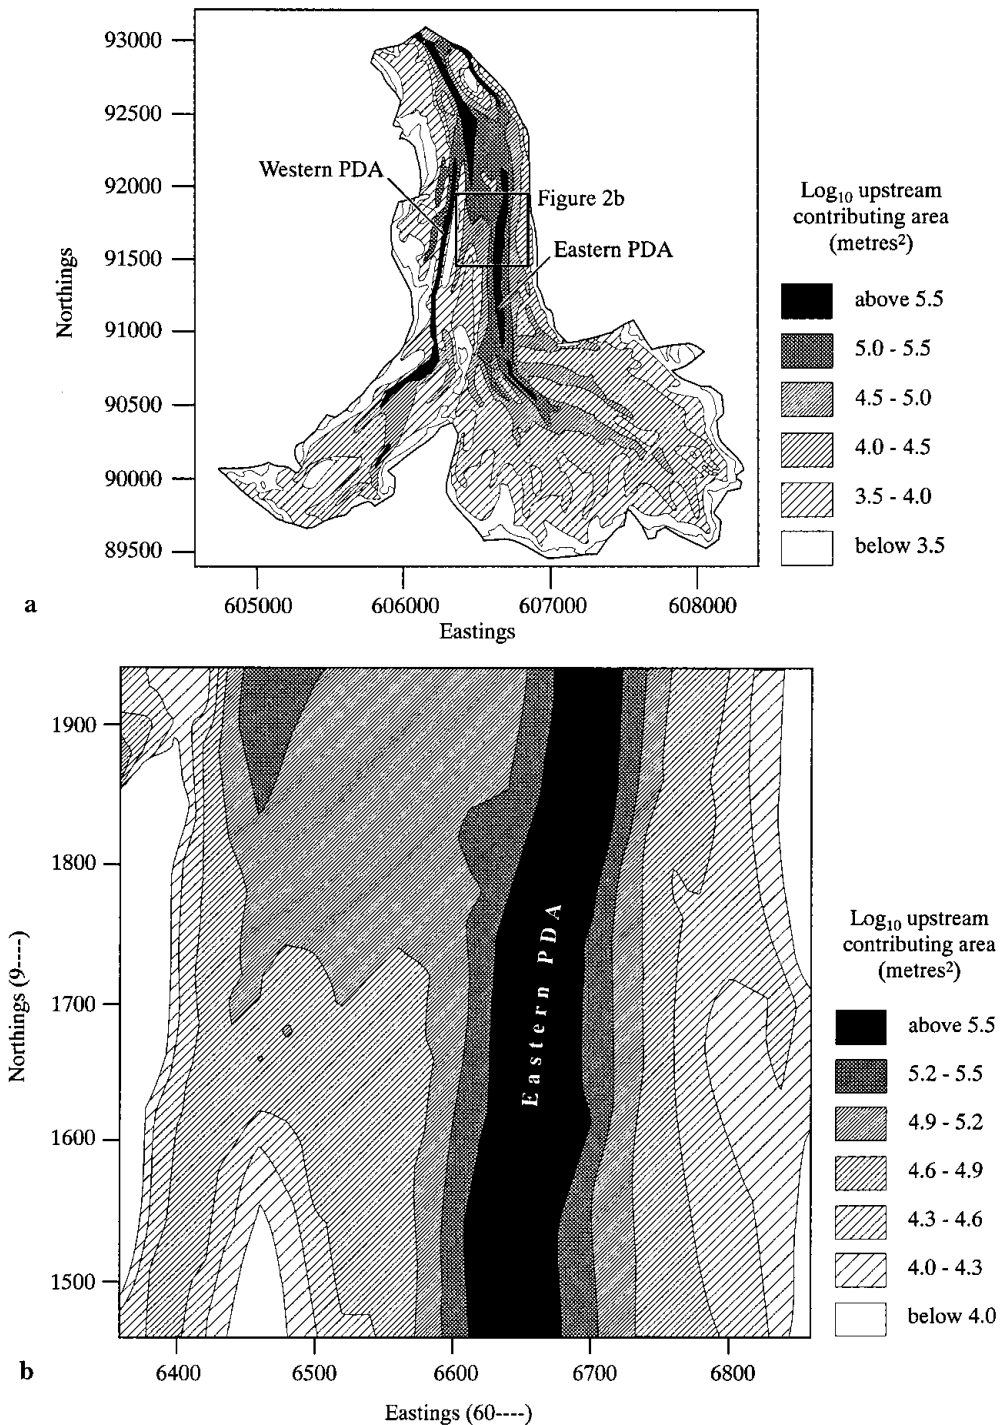 93000
92500
92000
91500
91000
90500
90000
89500
Northings
Western PDA
Figure 2b
Eastern PDA
605000
606000
607000
608000
Eastings
Log₁₀ upstream
contributing area
(metres²)
above 5.5
5.0 - 5.5
4.5 - 5.0
4.0 - 4.5
3.5 - 4.0
below 3.5
a
1900
1800
1700
1600
1500
Northings (9----)
Eastern PDA
6400
6500
6600
6700
6800
Eastings (60----)
Log₁₀ upstream
contributing area
(metres²)
above 5.5
5.2 - 5.5
4.9 - 5.2
4.6 - 4.9
4.3 - 4.6
4.0 - 4.3
below 4.0
b